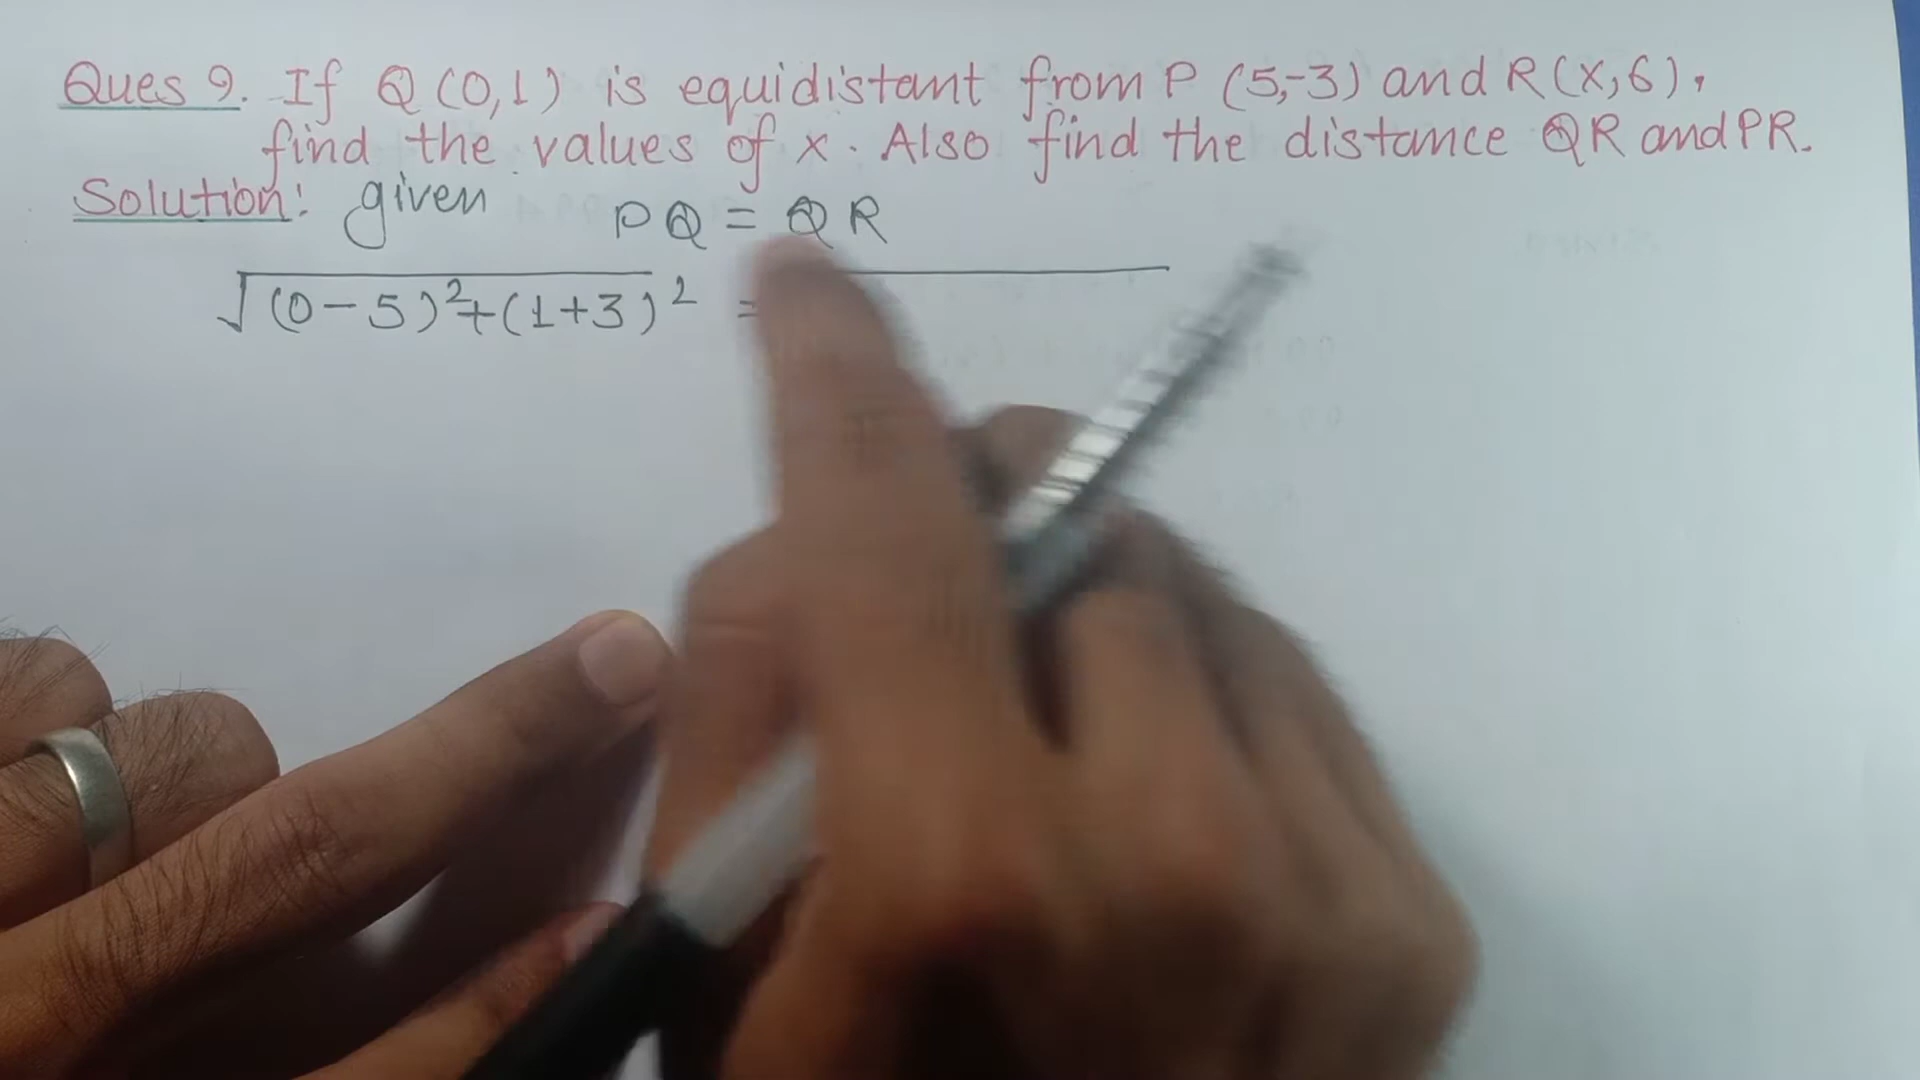 Ques 9. If Q (0,1) is equidistant from P (5,-3) and R(x,6),
find the values of x. Also find the distance QR and PR.
Solution: given PQ = QR
√(0-5)²+(1+3)² =